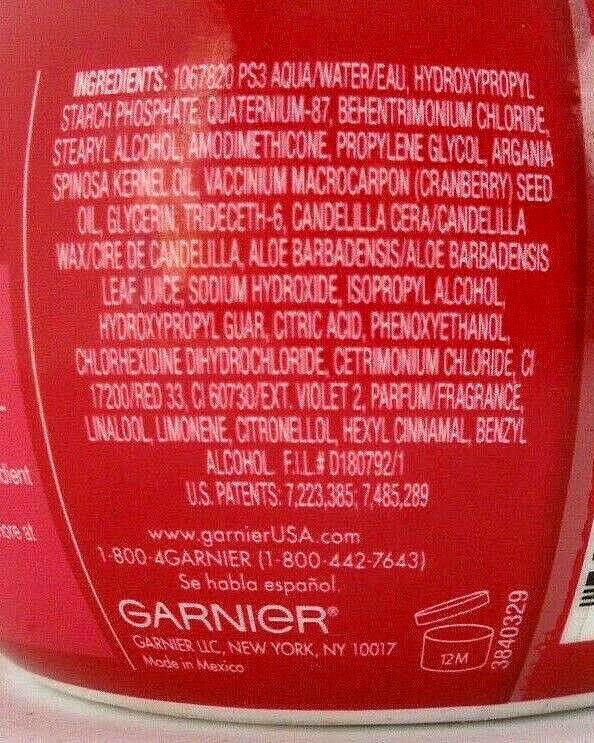 INGREDIENTS: 1067820 PS3 AQUA/WATER/EAU, HYDROXYPROPYL
STARCH PHOSPHATE, QUATERNIUM-87, BEHENTRIMONIUM CHLORIDE,
STEARYL ALCOHOL, AMODIMETHICONE, PROPYLENE GLYCOL, ARGANIA
SPINOSA KERNEL OIL, VACCINIUM MACROCARPON (CRANBERRY) SEED
OIL, GLYCERIN, TRIDECETH-6, CANDELILLA CERA/CANDELILLA
WAX/CIRE DE CANDELILLA, ALOE BARBADENSIS/ALOE BARBADENSIS
LEAF JUICE, SODIUM HYDROXIDE, ISOPROPYL ALCOHOL,
HYDROXYPROPYL GUAR, CITRIC ACID, PHENOXYETHANOL,
CHLORHEXIDINE DIHYDROCHLORIDE, CETRIMONIUM CHLORIDE, CI
17200/RED 33, CI 60730/EXT. VIOLET 2, PARFUM/FRAGRANCE,
LINALOOL, LIMONENE, CITRONELLOL, HEXYL CINNAMAL, BENZYL
ALCOHOL. F.I.L.# D180792/1
U.S. PATENTS: 7,223,385; 7,485,289
www.garnierUSA.com
1-800-4GARNIER (1-800-442-7643)
Se habla español.
GARNIER®
GARNIER LLC, NEW YORK, NY 10017
Made in Mexico
12M
3840329
dient
ore at